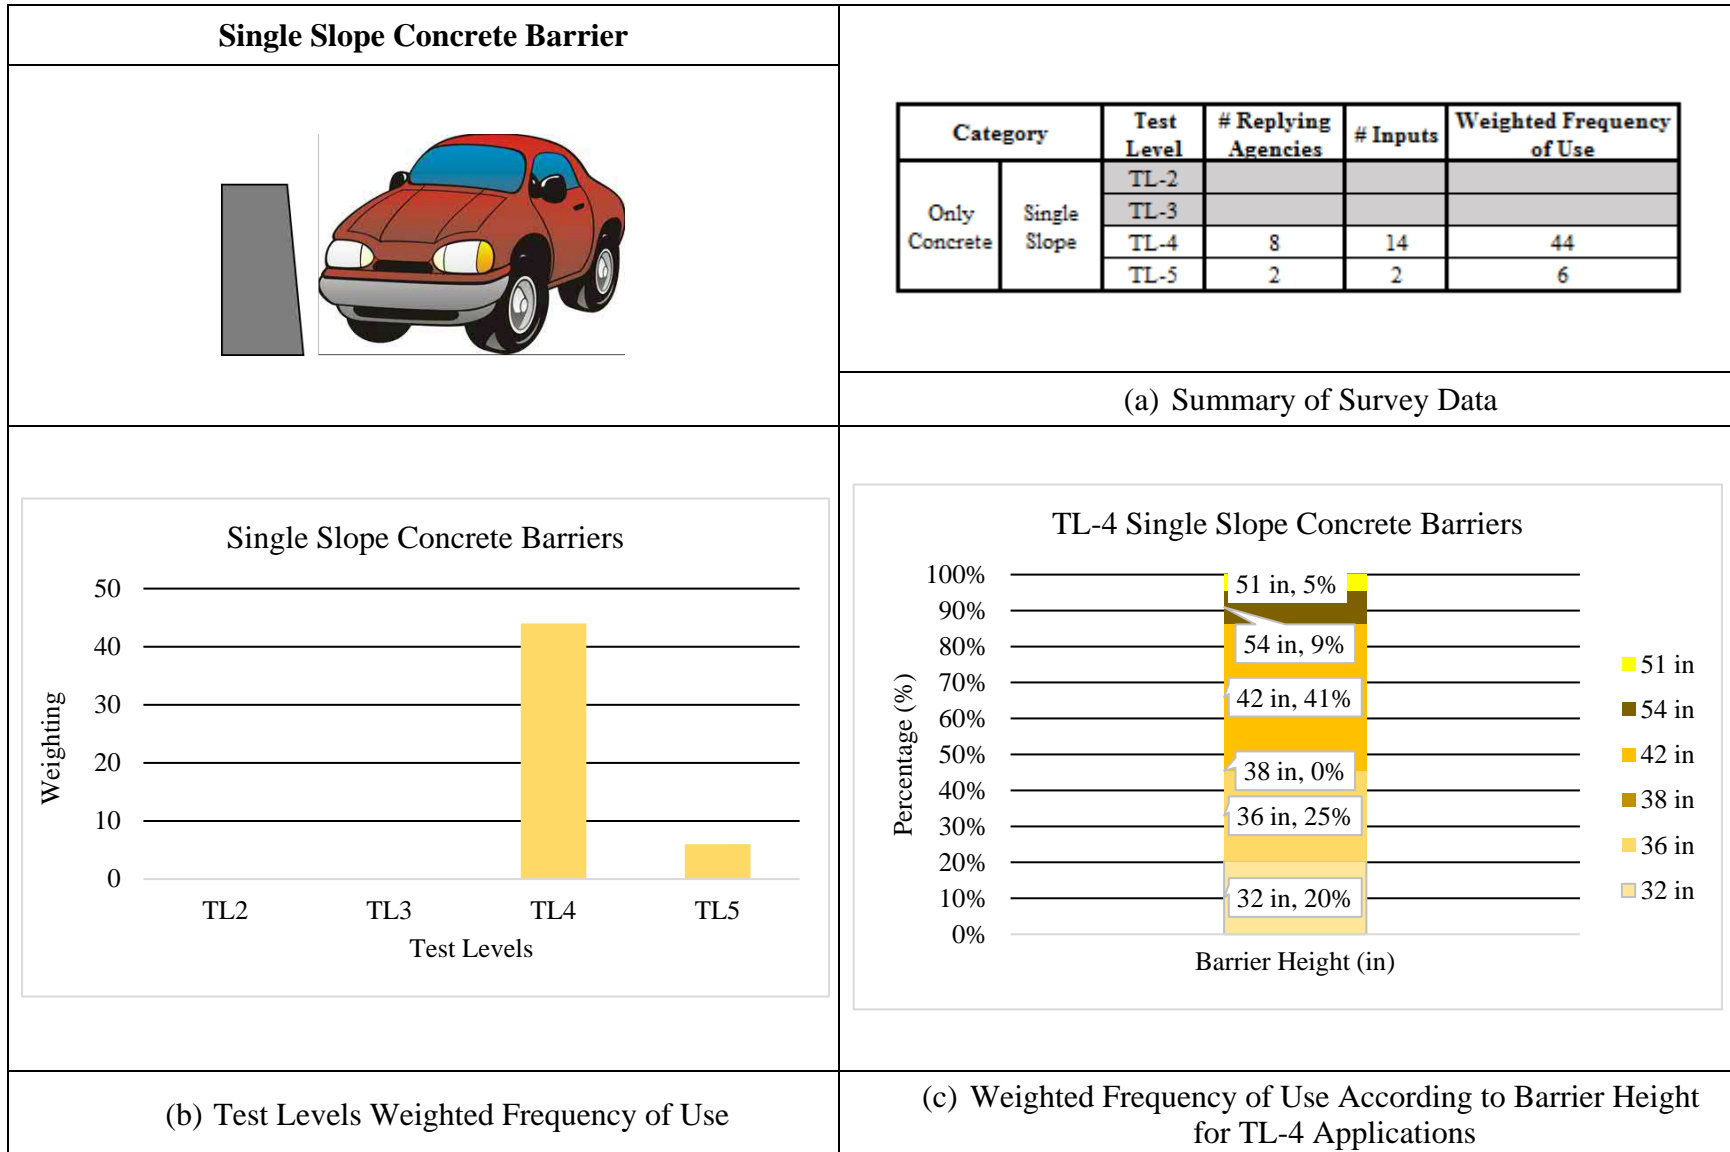 Single Slope Concrete Barrier
Category
Test Level
# Replying Agencies
# Inputs
Weighted Frequency of Use
Only Concrete
Single Slope
TL-2
TL-3
TL-4 8 14 44
TL-5 2 2 6
(a) Summary of Survey Data
Single Slope Concrete Barriers
50
40
30
20
10
0
Weighting
TL2 TL3 TL4 TL5
Test Levels
(b) Test Levels Weighted Frequency of Use
TL-4 Single Slope Concrete Barriers
100%
90%
80%
70%
60%
50%
40%
30%
20%
10%
0%
Percentage (%)
51 in, 5%
54 in, 9%
42 in, 41%
38 in, 0%
36 in, 25%
32 in, 20%
Barrier Height (in)
51 in
54 in
42 in
38 in
36 in
32 in
(c) Weighted Frequency of Use According to Barrier Height
for TL-4 Applications